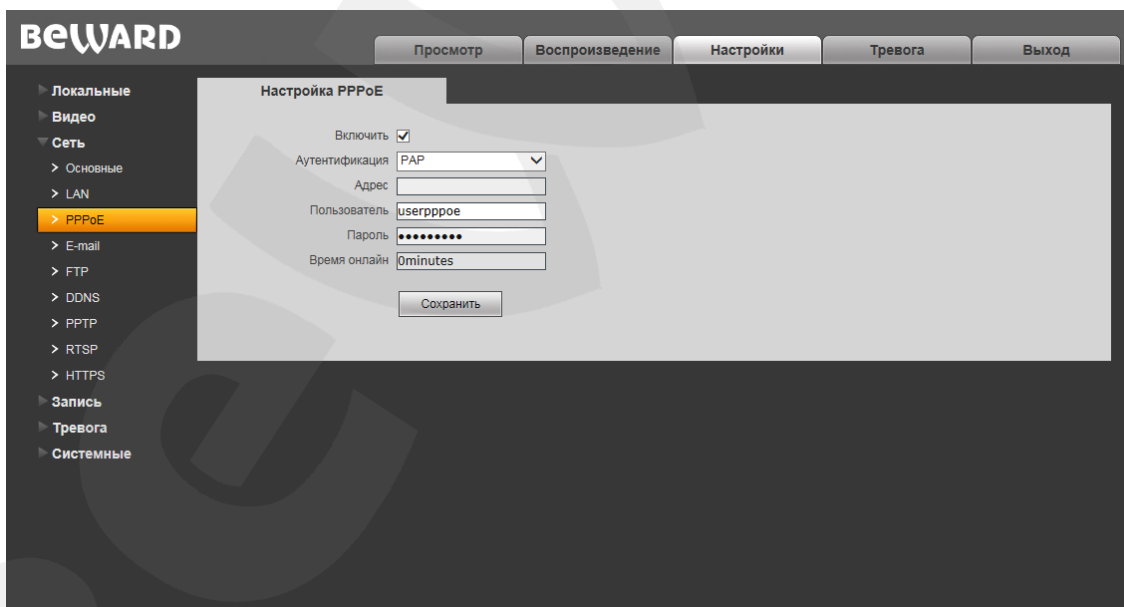 BEWARD
Просмотр Воспроизведение Настройки Тревога Выход
Локальные
Видео
Сеть
Основные
LAN
PPPoE
E-mail
FTP
DDNS
PPTP
RTSP
HTTPS
Запись
Тревога
Системные
Настройка PPPoE
Включить
Аутентификация PAP
Адрес
Пользователь userpppoe
Пароль •••••••••
Время онлайн 0minutes
Сохранить